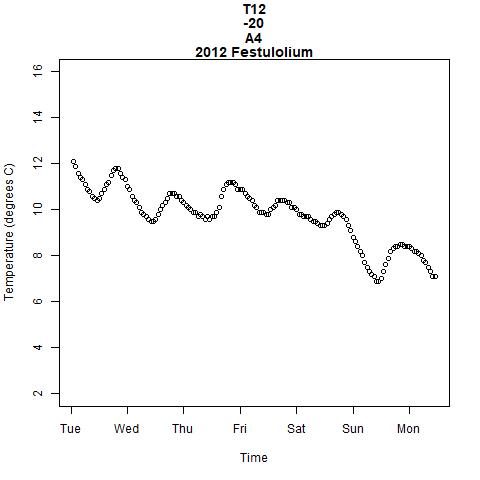 T12
-20
A4
2012 Festulolium
16
14
12
10
8
6
4
2
Temperature (degrees C)
Tue Wed Thu Fri Sat Sun Mon
Time